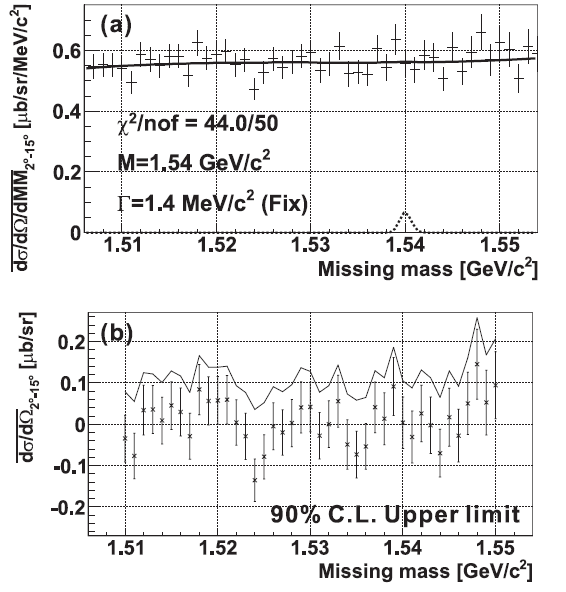 (a)
dσ/dΩ/dMM₂°₋₁₅° [μb/sr/MeV/c²]
0.6
0.4
0.2
0
χ²/nof = 44.0/50
M=1.54 GeV/c²
Γ=1.4 MeV/c² (Fix)
1.51 1.52 1.53 1.54 1.55
Missing mass [GeV/c²]
(b)
dσ/dΩ₂°₋₁₅° [μb/sr]
0.2
0.1
0
-0.1
-0.2
90% C.L. Upper limit
1.51 1.52 1.53 1.54 1.55
Missing mass [GeV/c²]